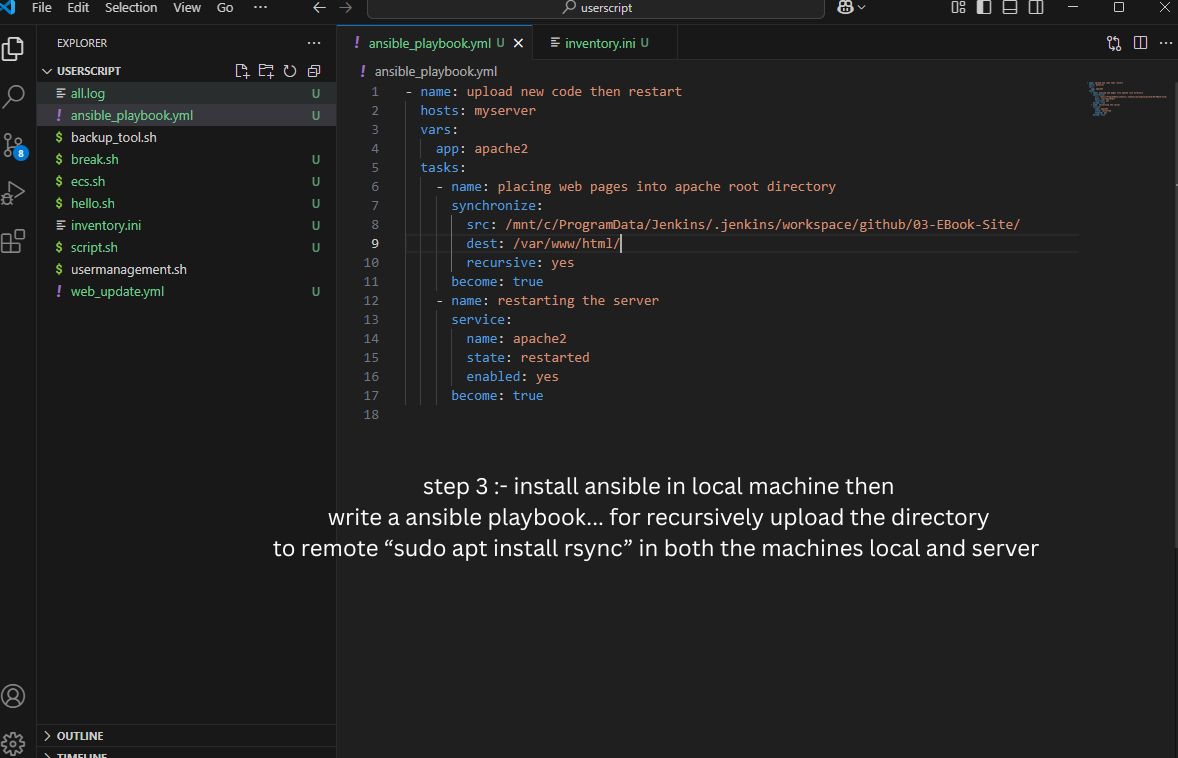 File Edit Selection View Go ··· userscript
EXPLORER ···
USERSCRIPT
all.log U
ansible_playbook.yml U
backup_tool.sh
break.sh U
ecs.sh U
hello.sh U
inventory.ini U
script.sh U
usermanagement.sh
web_update.yml U
8
OUTLINE
TIMELINE
ansible_playbook.yml U inventory.ini U
ansible_playbook.yml
1 - name: upload new code then restart
2 hosts: myserver
3 vars:
4 app: apache2
5 tasks:
6 - name: placing web pages into apache root directory
7 synchronize:
8 src: /mnt/c/ProgramData/Jenkins/.jenkins/workspace/github/03-EBook-Site/
9 dest: /var/www/html/
10 recursive: yes
11 become: true
12 - name: restarting the server
13 service:
14 name: apache2
15 state: restarted
16 enabled: yes
17 become: true
18
step 3 :- install ansible in local machine then
write a ansible playbook... for recursively upload the directory
to remote “sudo apt install rsync” in both the machines local and server